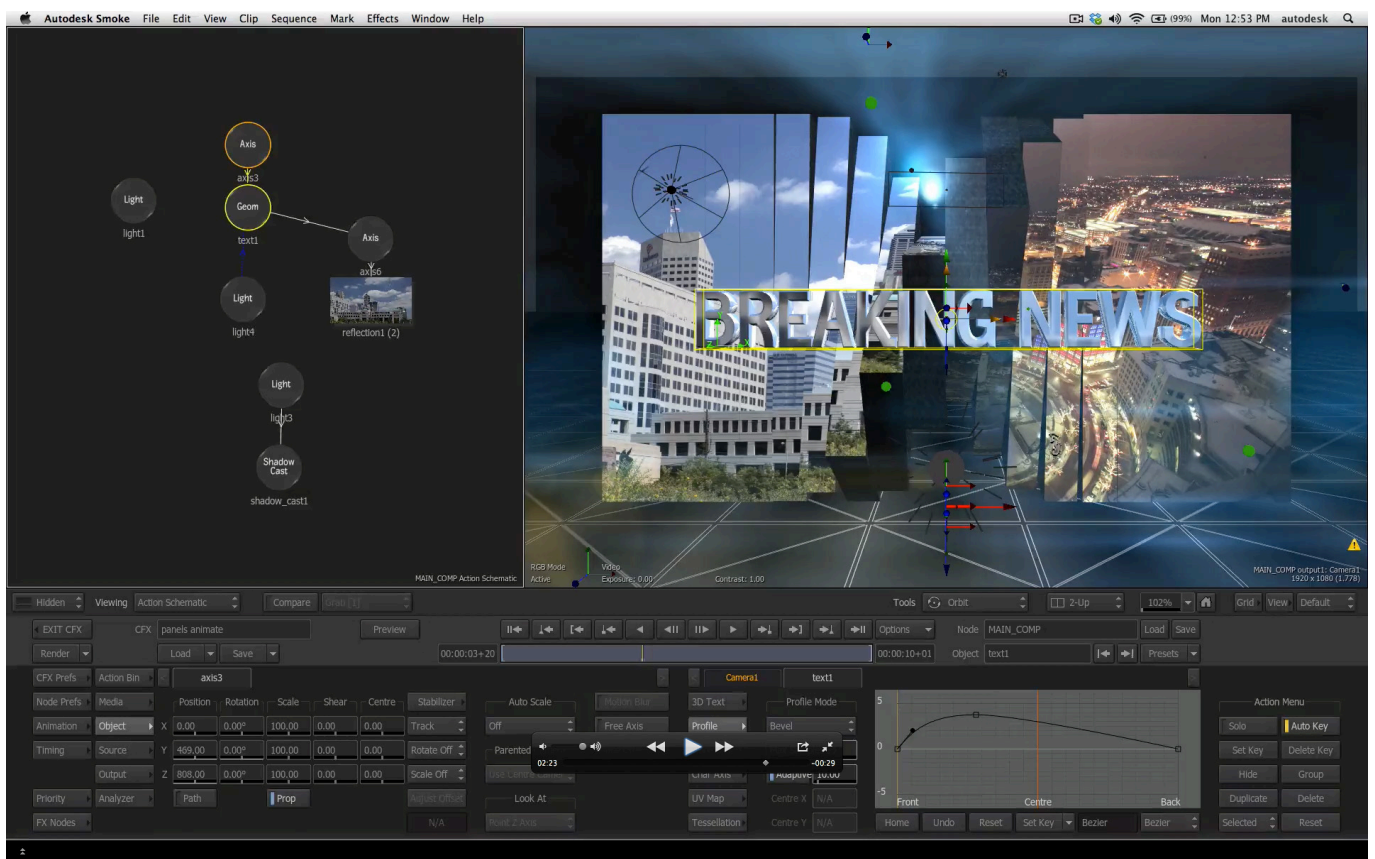 Autodesk Smoke File Edit View Clip Sequence Mark Effects Window Help (99%) Mon 12:53 PM autodesk
Axis
axis3
Light
light1
Geom
text1
Axis
axis6
Light
light4
reflection1 (2)
Light
light3
Shadow
Cast
shadow_cast1
MAIN_COMP Action Schematic
BREAKING NEWS
Z X
RGB Mode Video
Active Exposure: 0.00 Contrast: 1.00
MAIN_COMP output1: Camera1
1920 x 1080 (1.778)
Hidden Viewing Action Schematic Compare Grab [1] Tools Orbit 2-Up 102% Grid View Default
EXIT CFX CFX panels animate Preview Options Node MAIN_COMP Load Save
Render Load Save 00:00:03+20 00:00:10+01 Object text1 Presets
CFX Prefs Action Bin axis3 Camera1 text1
Node Prefs Media Position Rotation Scale Shear Centre Stabilizer Auto Scale Motion Blur 3D Text Profile Mode 5 Action Menu
Animation Object X 0.00 0.00° 100.00 0.00 0.00 Track Off Free Axis Profile Bevel Solo Auto Key
Timing Source Y 469.00 0.00° 100.00 0.00 0.00 Rotate Off Parented 0 Set Key Delete Key
02:23 -00:29
Output Z 808.00 0.00° 100.00 0.00 0.00 Scale Off Char Axis Adaptive 10.00 Hide Group
Priority Analyzer Path Prop Adjust Offset Look At UV Map Centre X N/A -5 Front Centre Back Duplicate Delete
FX Nodes N/A Point Z Axis Tessellation Centre Y N/A Home Undo Reset Set Key Bezier Bezier Selected Reset